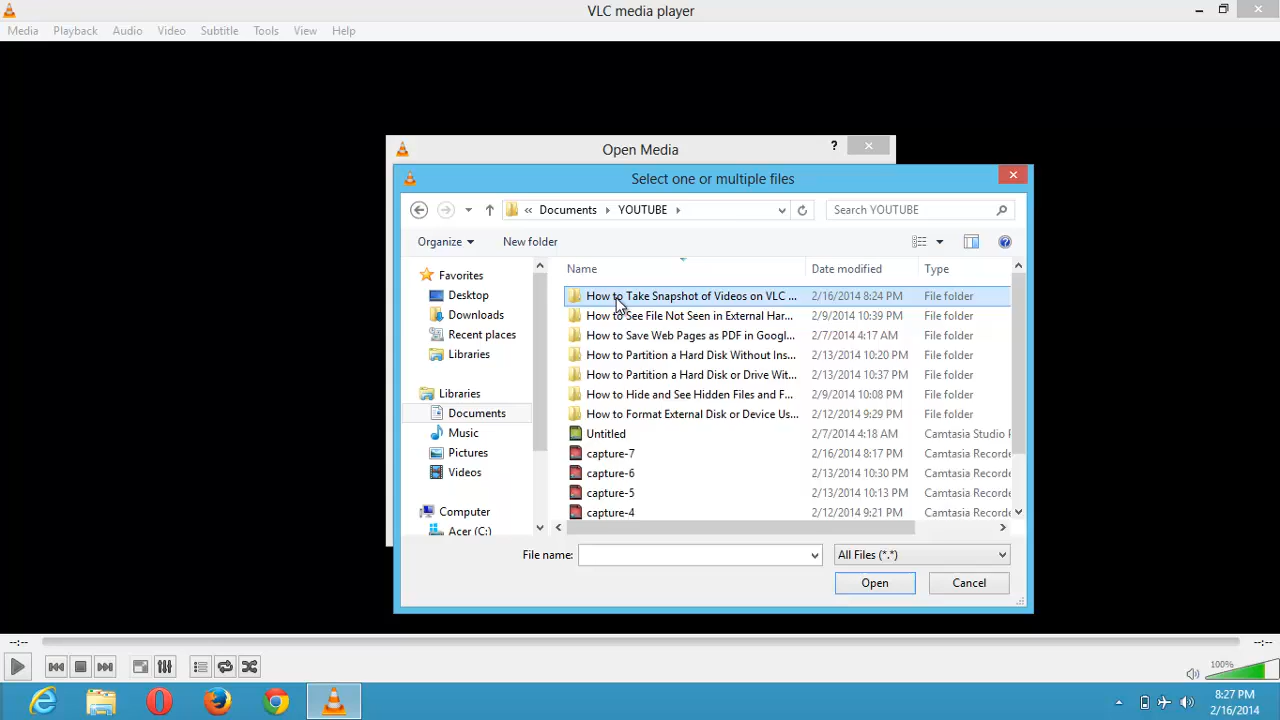 VLC media player
Media Playback Audio Video Subtitle Tools View Help
Open Media ?
Select one or multiple files
« Documents YOUTUBE Search YOUTUBE
Organize New folder
Name Date modified Type
Favorites
Desktop
Downloads
Recent places
Libraries
Libraries
Documents
Music
Pictures
Videos
Computer
Acer (C:)
How to Take Snapshot of Videos on VLC ... 2/16/2014 8:24 PM File folder
How to See File Not Seen in External Har... 2/9/2014 10:39 PM File folder
How to Save Web Pages as PDF in Googl... 2/7/2014 4:17 AM File folder
How to Partition a Hard Disk Without Ins... 2/13/2014 10:20 PM File folder
How to Partition a Hard Disk or Drive Wit... 2/13/2014 10:37 PM File folder
How to Hide and See Hidden Files and F... 2/9/2014 10:08 PM File folder
How to Format External Disk or Device Us... 2/12/2014 9:29 PM File folder
Untitled 2/7/2014 4:18 AM Camtasia Studio P
capture-7 2/16/2014 8:17 PM Camtasia Recorde
capture-6 2/13/2014 10:30 PM Camtasia Recorde
capture-5 2/13/2014 10:13 PM Camtasia Recorde
capture-4 2/12/2014 9:21 PM Camtasia Recorde
File name: All Files (*.*)
Open Cancel
--:-- --:--
100%
8:27 PM
2/16/2014